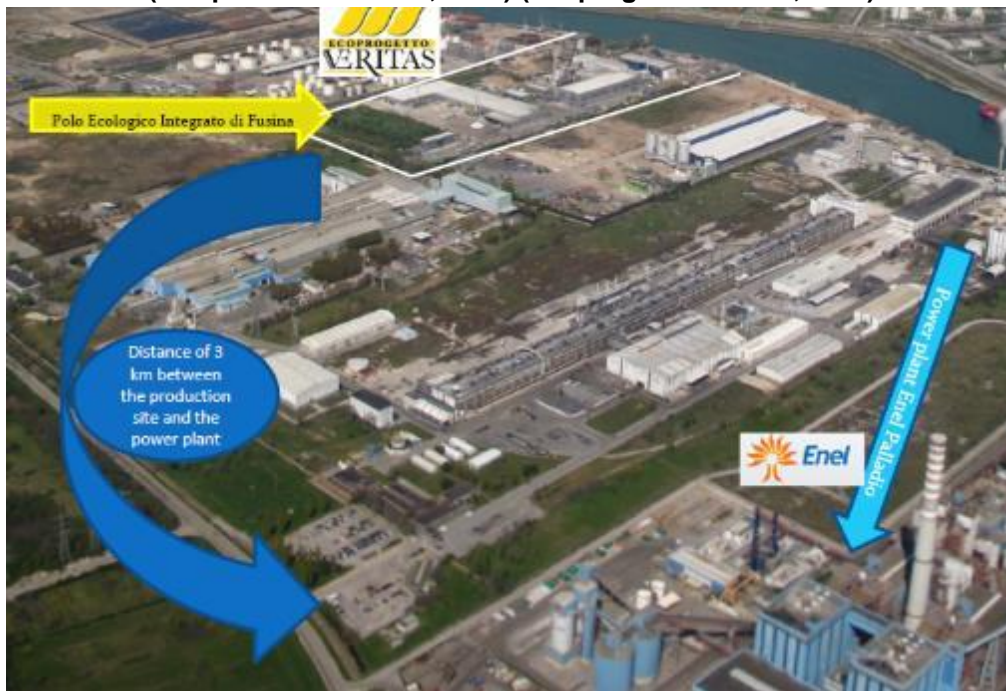 ECOPROGETTO
VERITAS
Polo Ecologico Integrato di Fusina
Distance of 3
km between
the production
site and the
power plant
Power plant Enel Palladio
Enel